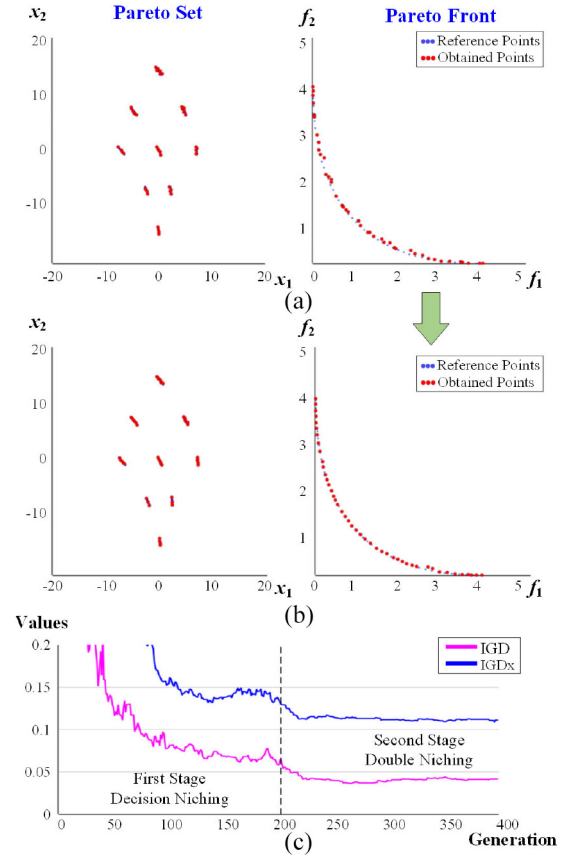 x₂ Pareto Set
20
10
0
-10
-20 -10 0 10 20
x₁
f₂ Pareto Front
Reference Points
Obtained Points
5
4
3
2
1
0 1 2 3 4 5
f₁
(a)
x₂
20
10
0
-10
-20 -10 0 10 20
x₁
f₂
Reference Points
Obtained Points
5
4
3
2
1
0 1 2 3 4 5
f₁
(b)
Values
0.2
0.15
0.1
0.05
0
IGD
IGDx
First Stage
Decision Niching
Second Stage
Double Niching
0 50 100 150 200 250 300 350 400
Generation
(c)